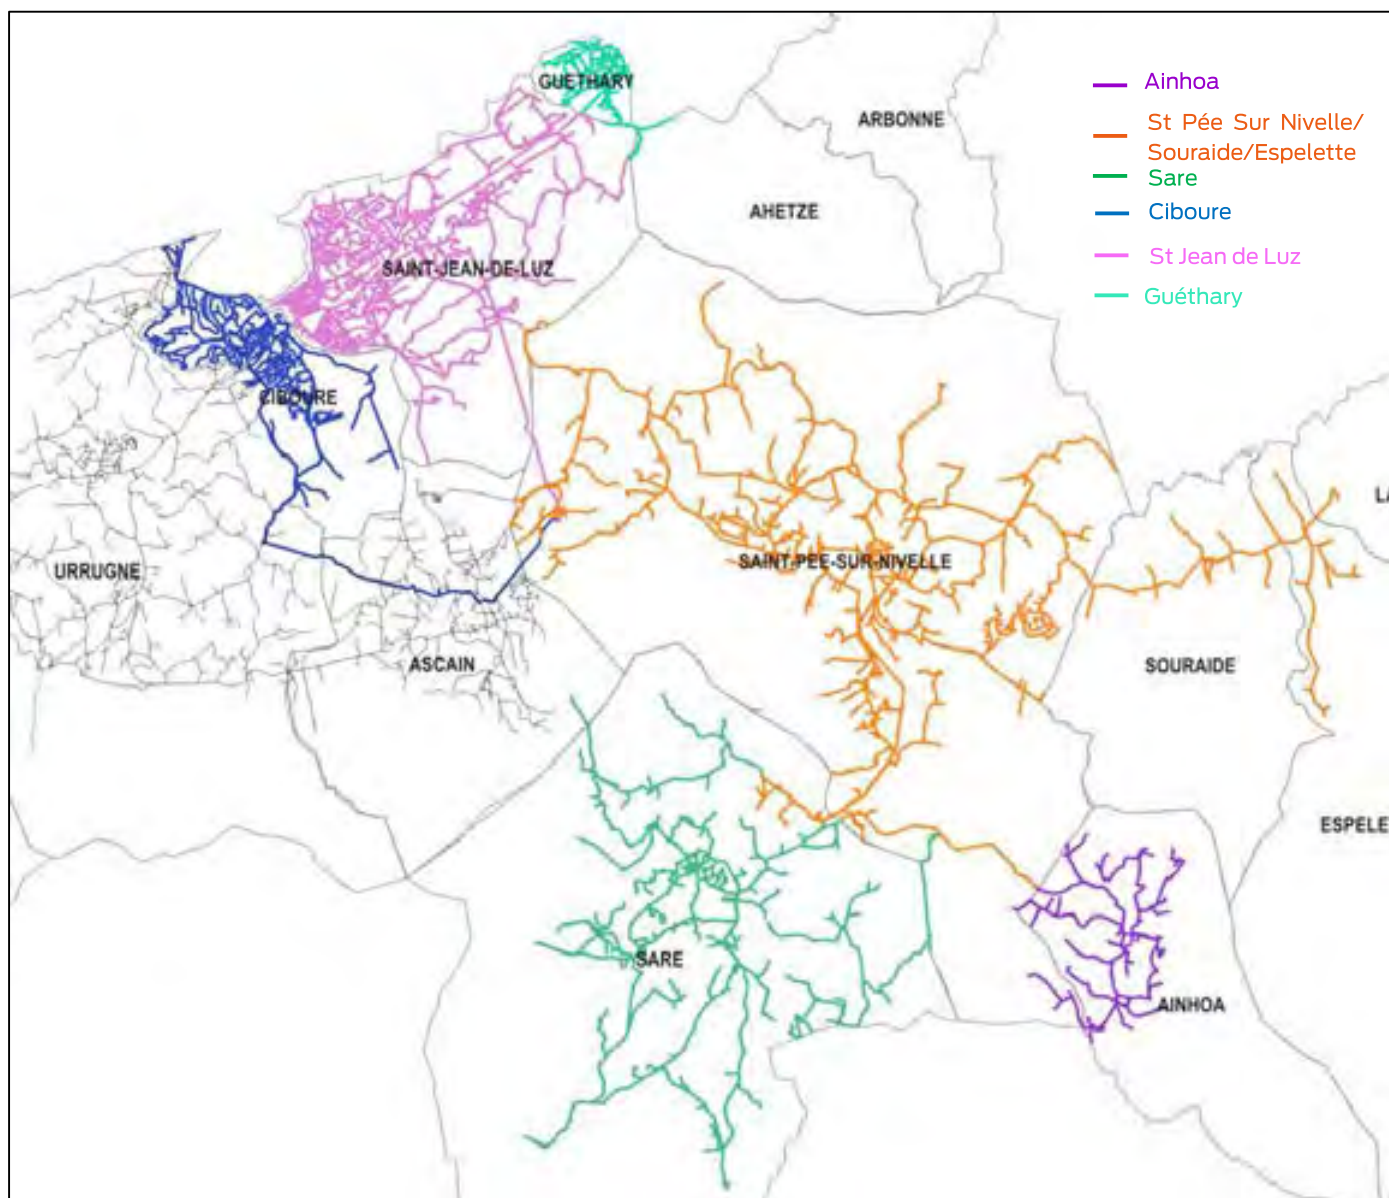 GUETHARY
ARBONNE
AHETZE
SAINT-JEAN-DE-LUZ
CIBOURE
URRUGNE
ASCAIN
SAINT-PEE-SUR-NIVELLE
SOURAIDE
LA
ESPELE
SARE
AINHOA
Ainhoa
St Pée Sur Nivelle/
Souraide/Espelette
Sare
Ciboure
St Jean de Luz
Guéthary